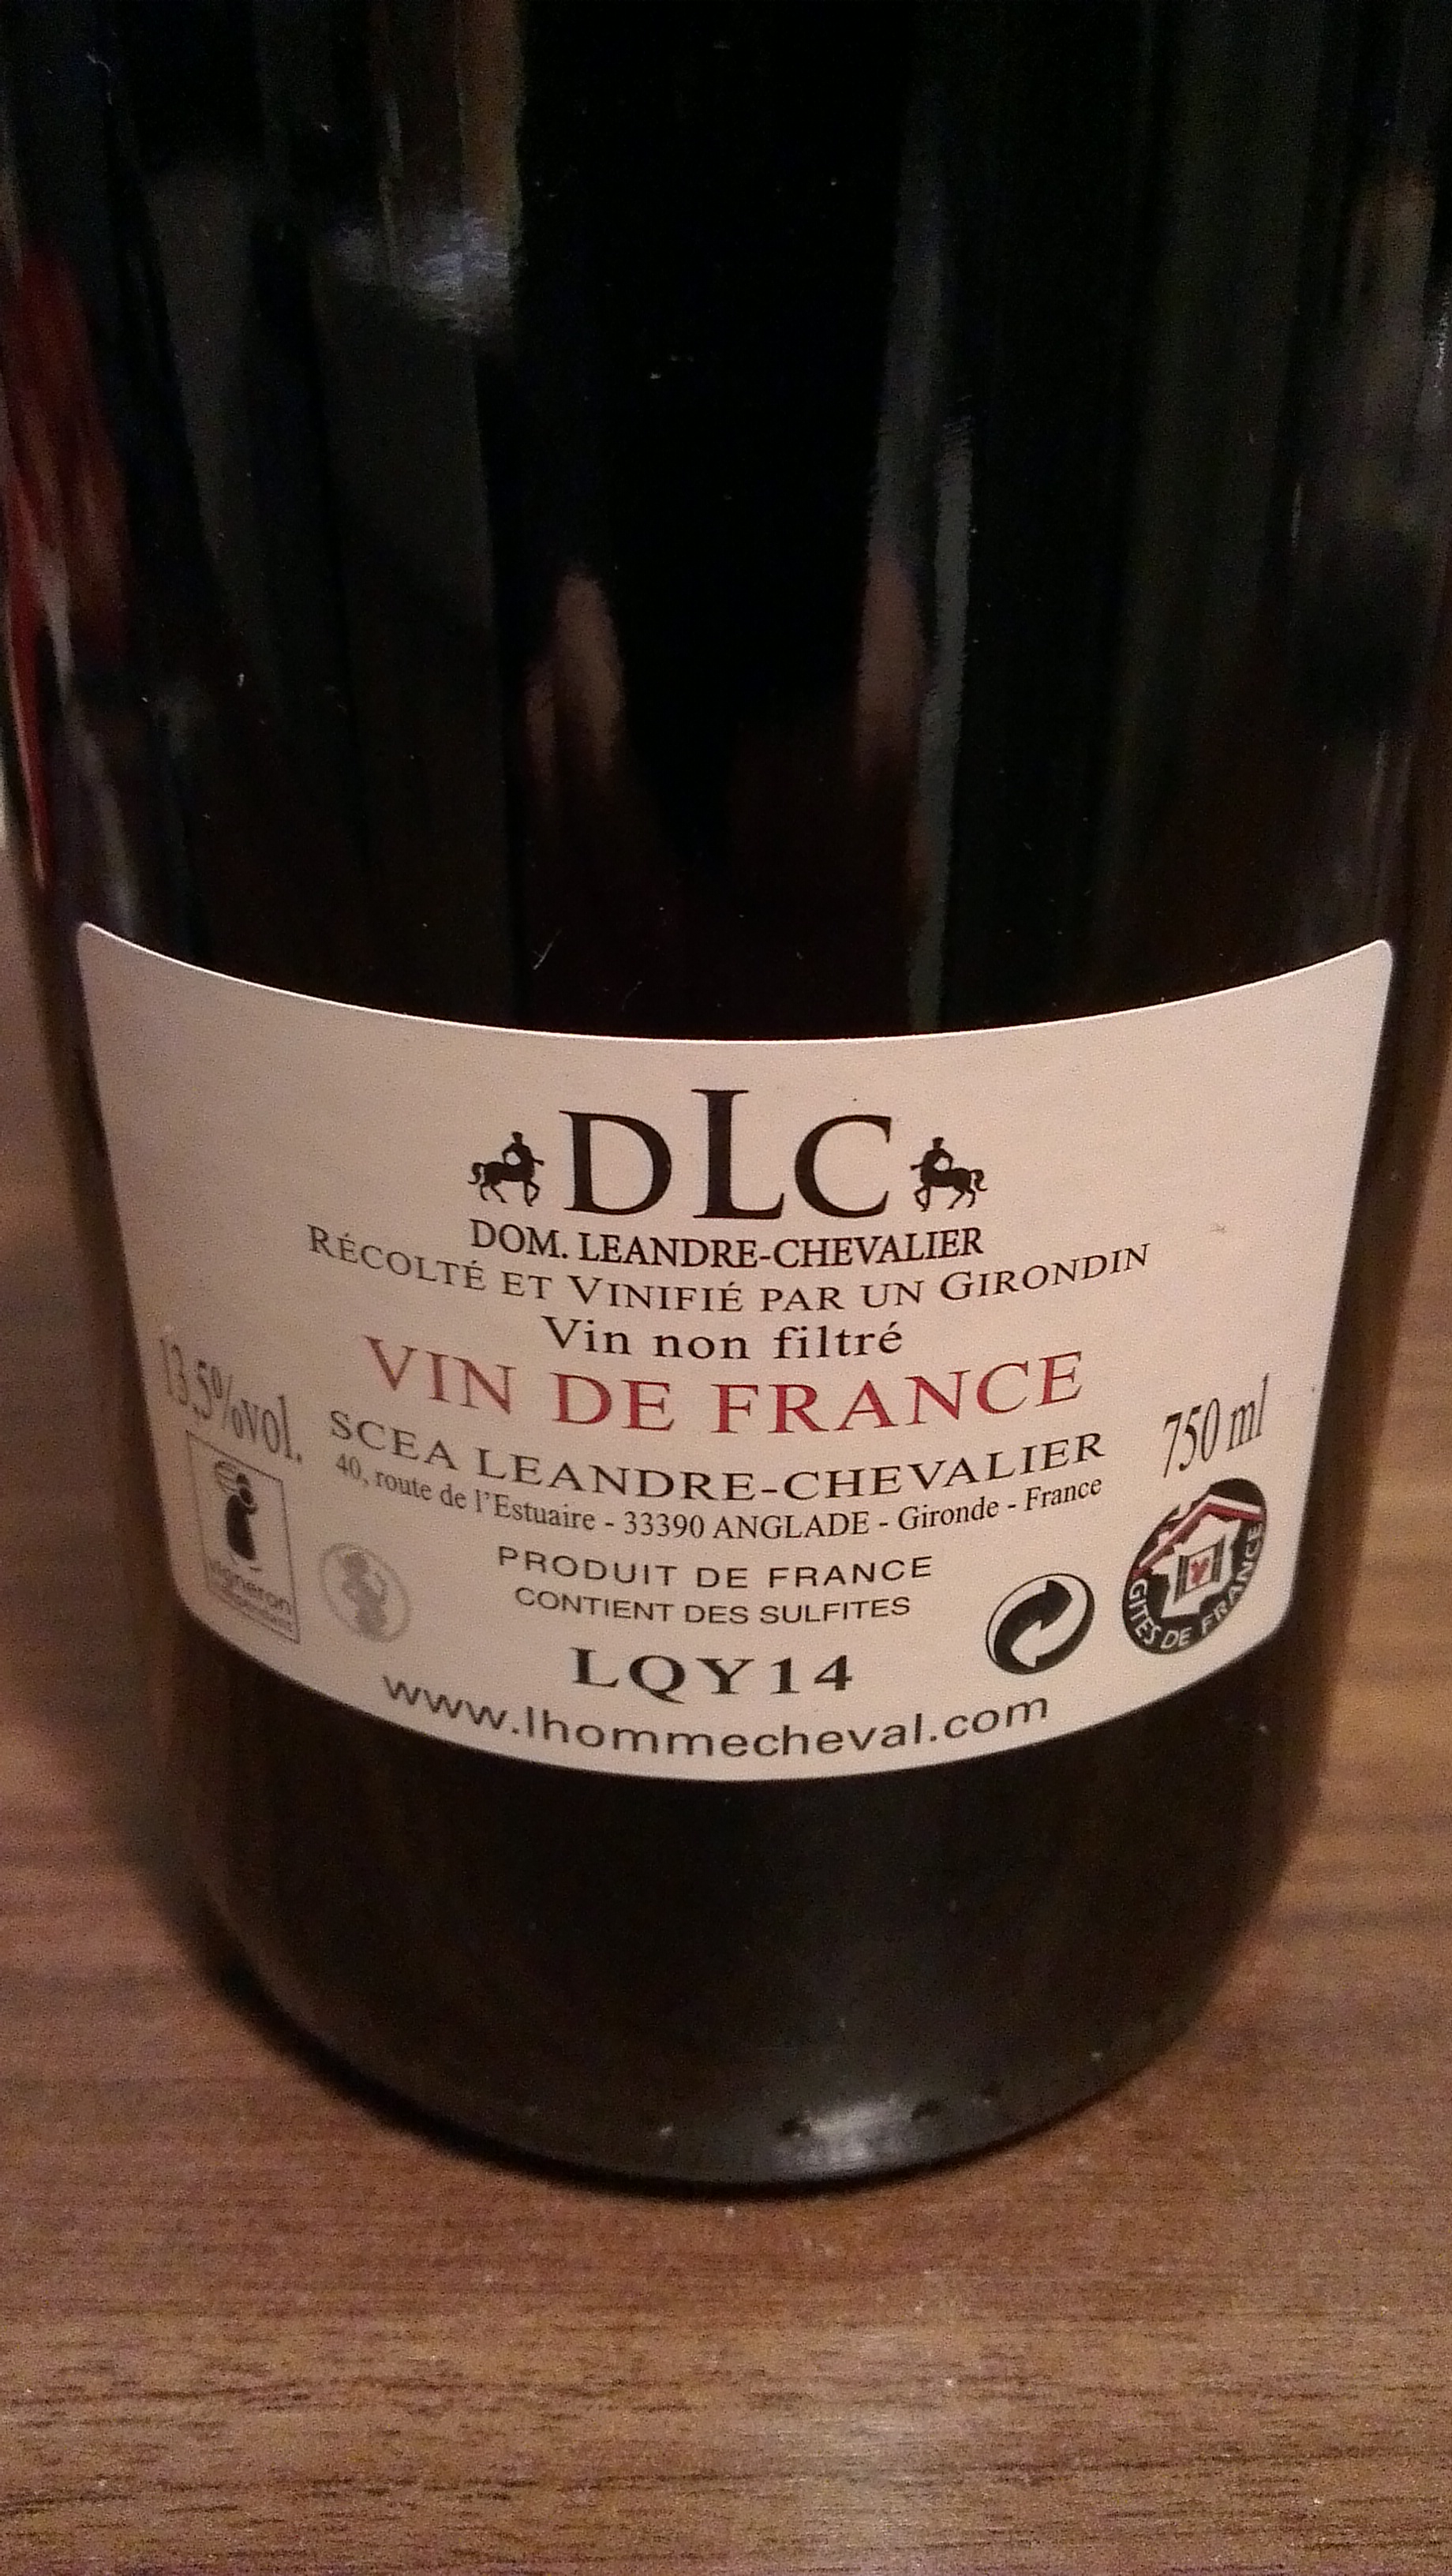 DLC
DOM. LEANDRE-CHEVALIER
RÉCOLTÉ ET VINIFIÉ PAR UN GIRONDIN
Vin non filtré
VIN DE FRANCE
13,5%vol.
750 ml
SCEA LEANDRE-CHEVALIER
40, route de l'Estuaire - 33390 ANGLADE - Gironde - France
vigneron
indépendant
PRODUIT DE FRANCE
CONTIENT DES SULFITES
GÎTES DE FRANCE
LQY14
www.lhommecheval.com